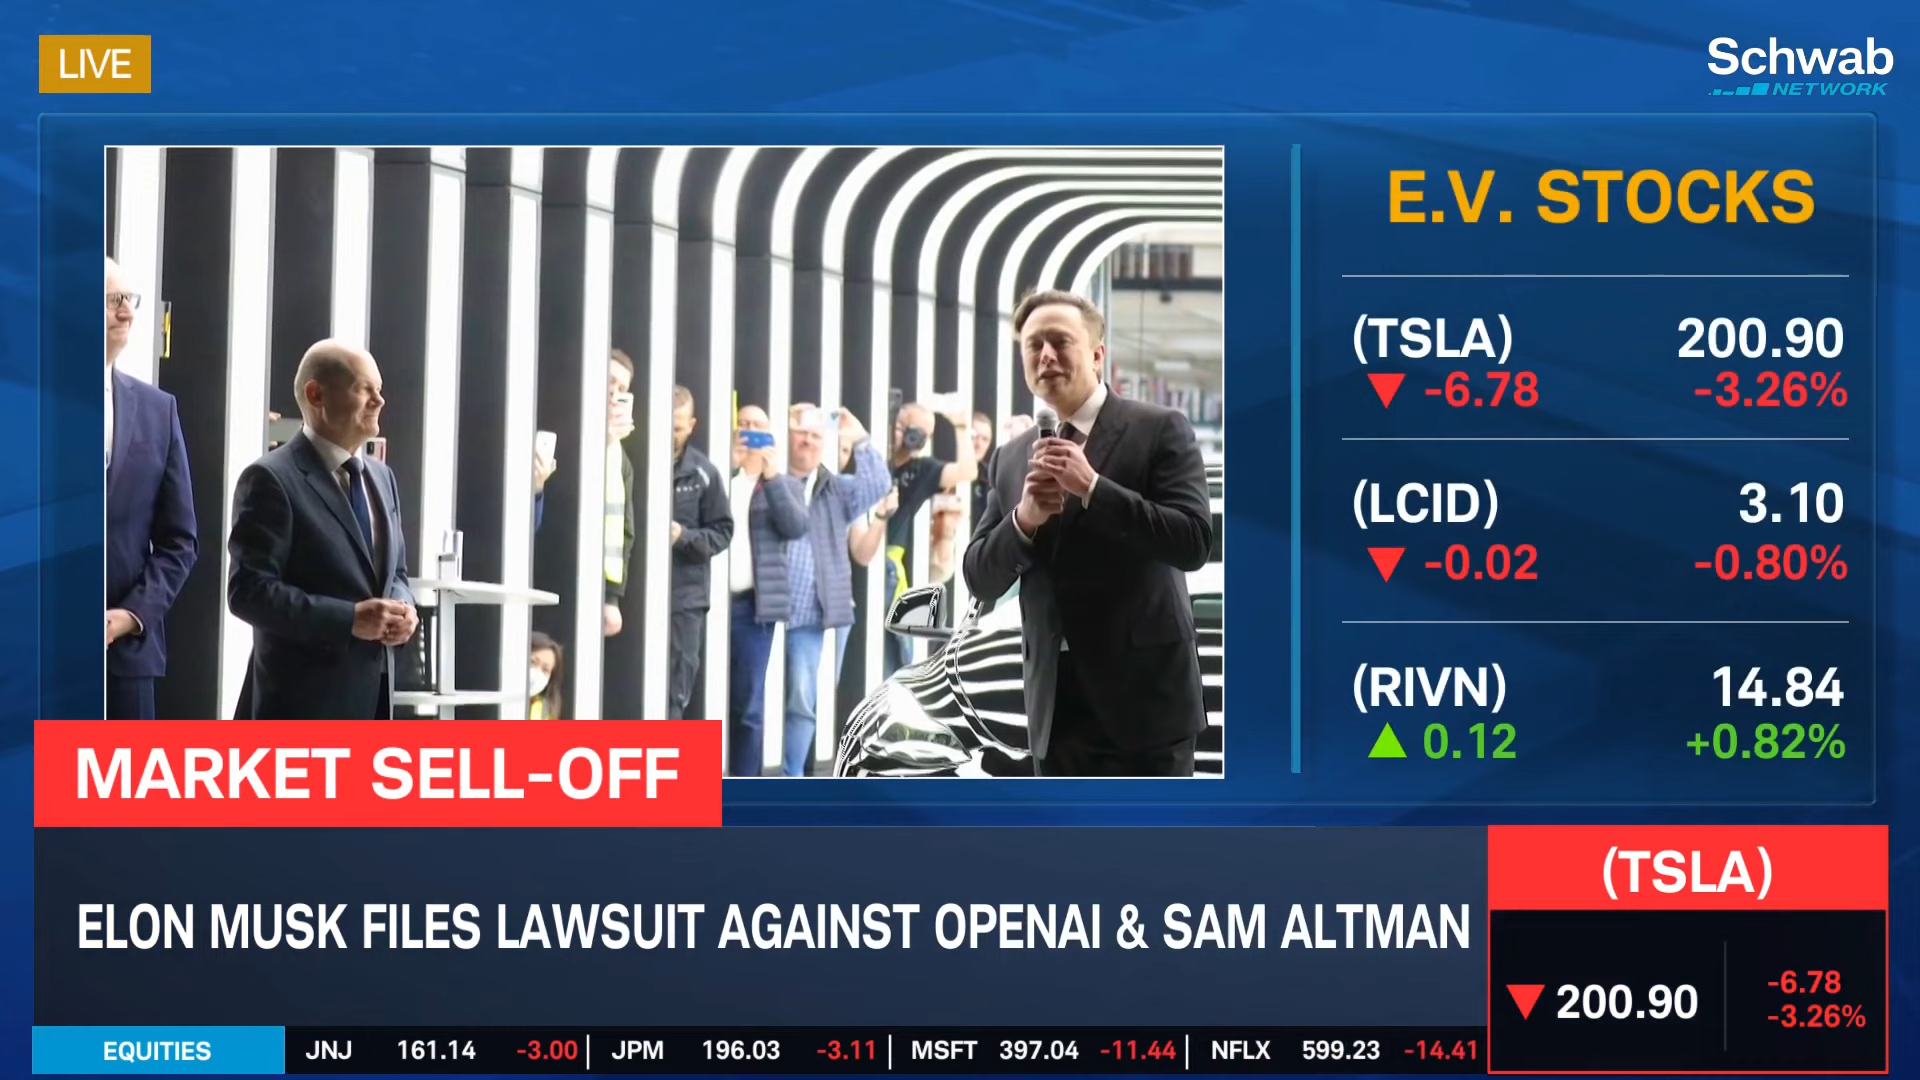 LIVE
Schwab
NETWORK
E.V. STOCKS
(TSLA) 200.90
▼ -6.78 -3.26%
(LCID) 3.10
▼ -0.02 -0.80%
(RIVN) 14.84
▲ 0.12 +0.82%
MARKET SELL-OFF
ELON MUSK FILES LAWSUIT AGAINST OPENAI & SAM ALTMAN
(TSLA)
▼ 200.90 -6.78
-3.26%
EQUITIES JNJ 161.14 -3.00 | JPM 196.03 -3.11 | MSFT 397.04 -11.44 | NFLX 599.23 -14.41